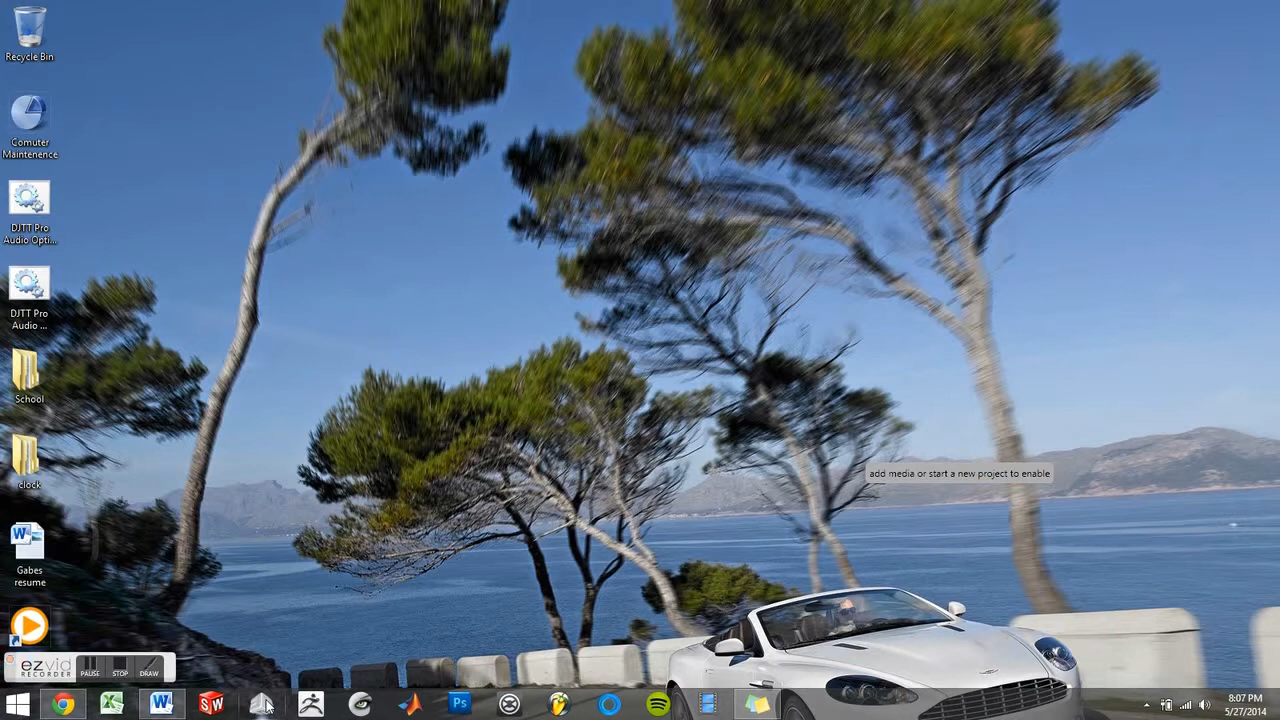 Recycle Bin
Comuter
Maintenence
DJTT Pro
Audio Opti...
DJTT Pro
Audio ...
School
clock
Gabes
resume
add media or start a new project to enable
ezvid
RECORDER
PAUSE
STOP
DRAW
Ps
8:07 PM
5/27/2014